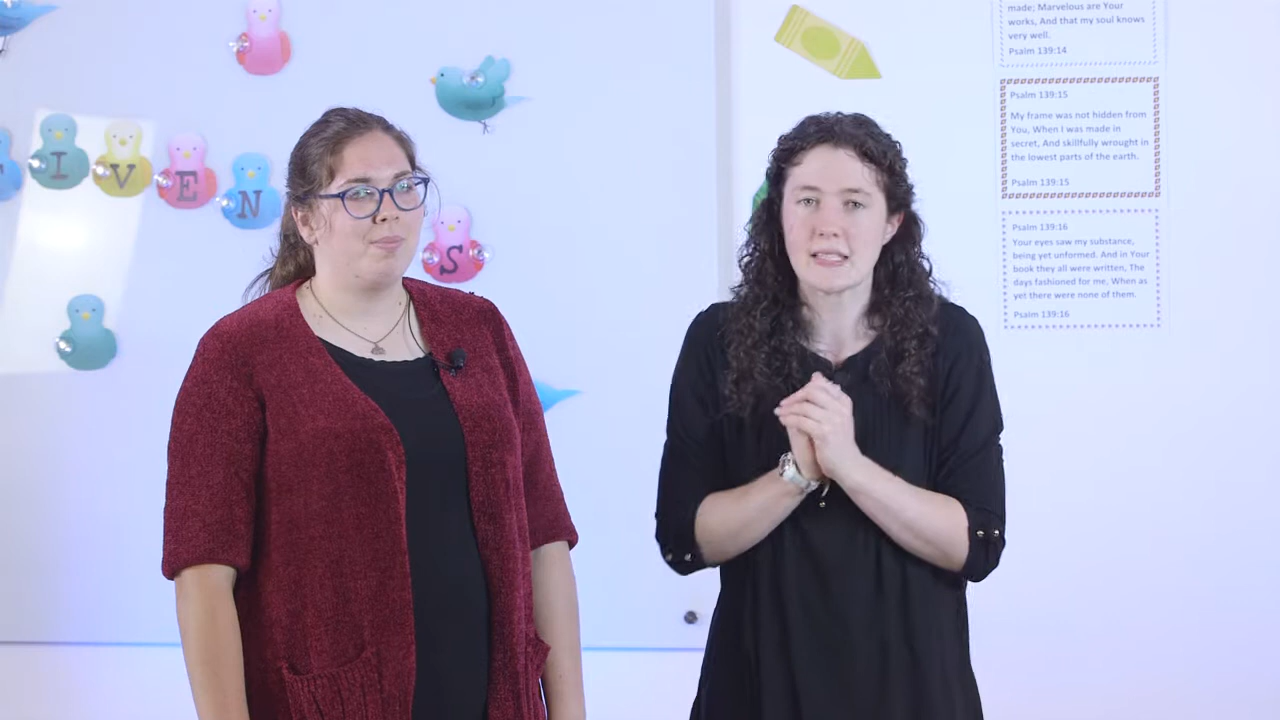 I V E N
S
made; Marvelous are Your
works, And that my soul knows
very well.
Psalm 139:14
Psalm 139:15
My frame was not hidden from
You, When I was made in
secret, And skillfully wrought in
the lowest parts of the earth.
Psalm 139:15
Psalm 139:16
Your eyes saw my substance,
being yet unformed. And in Your
book they all were written, The
days fashioned for me, When as
yet there were none of them.
Psalm 139:16